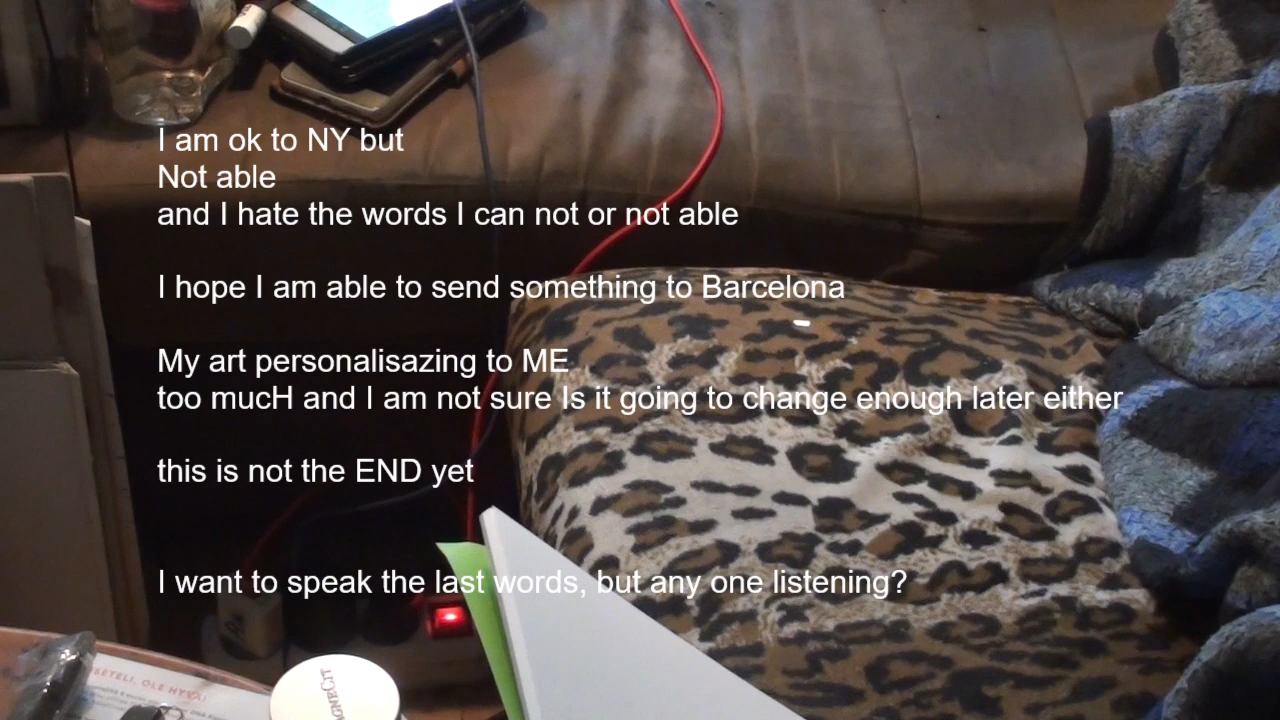 I am ok to NY but
Not able
and I hate the words I can not or not able
I hope I am able to send something to Barcelona
My art personalisazing to ME
too mucH and I am not sure Is it going to change enough later either
this is not the END yet
I want to speak the last words, but any one listening?
SETELI, OLE HYVÄ!